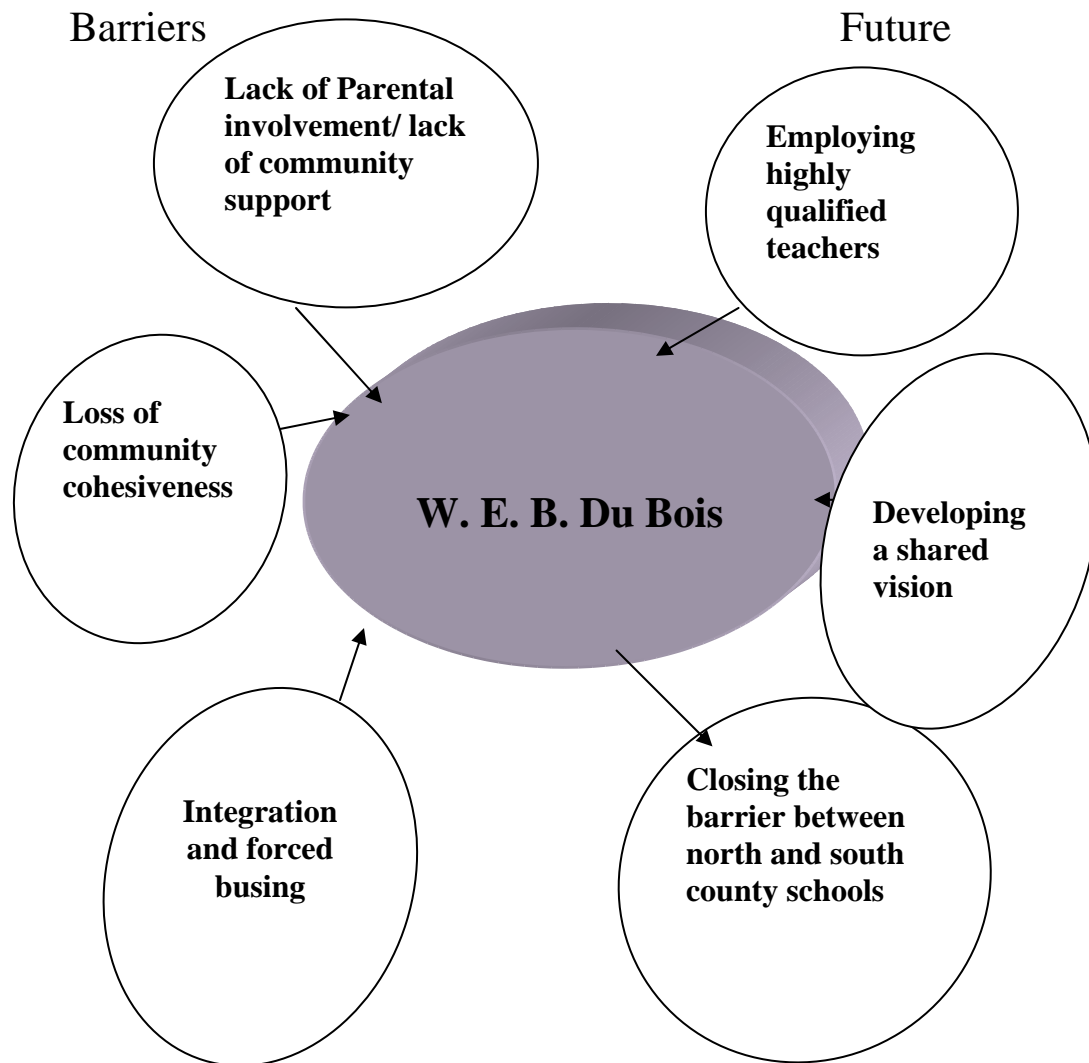 Barriers
Future
Lack of Parental
involvement/ lack
of community
support
Employing
highly
qualified
teachers
Loss of
community
cohesiveness
W. E. B. Du Bois
Developing
a shared
vision
Integration
and forced
busing
Closing the
barrier between
north and south
county schools